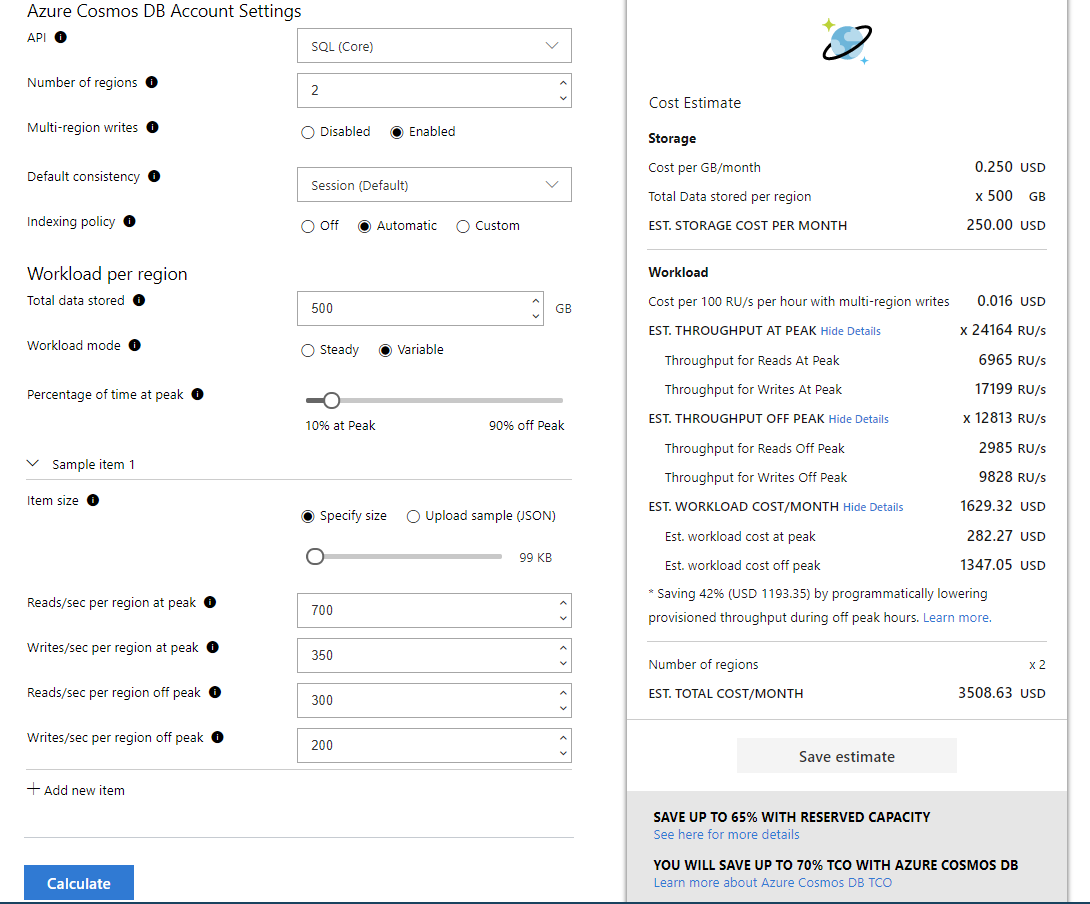 Azure Cosmos DB Account Settings
API
SQL (Core)
Number of regions
2
Multi-region writes
Disabled Enabled
Default consistency
Session (Default)
Indexing policy
Off Automatic Custom
Workload per region
Total data stored
500 GB
Workload mode
Steady Variable
Percentage of time at peak
10% at Peak 90% off Peak
Sample item 1
Item size
Specify size Upload sample (JSON)
99 KB
Reads/sec per region at peak
700
Writes/sec per region at peak
350
Reads/sec per region off peak
300
Writes/sec per region off peak
200
Add new item
Calculate
Cost Estimate
Storage
Cost per GB/month 0.250 USD
Total Data stored per region x 500 GB
EST. STORAGE COST PER MONTH 250.00 USD
Workload
Cost per 100 RU/s per hour with multi-region writes 0.016 USD
EST. THROUGHPUT AT PEAK Hide Details x 24164 RU/s
Throughput for Reads At Peak 6965 RU/s
Throughput for Writes At Peak 17199 RU/s
EST. THROUGHPUT OFF PEAK Hide Details x 12813 RU/s
Throughput for Reads Off Peak 2985 RU/s
Throughput for Writes Off Peak 9828 RU/s
EST. WORKLOAD COST/MONTH Hide Details 1629.32 USD
Est. workload cost at peak 282.27 USD
Est. workload cost off peak 1347.05 USD
* Saving 42% (USD 1193.35) by programmatically lowering
provisioned throughput during off peak hours. Learn more.
Number of regions x 2
EST. TOTAL COST/MONTH 3508.63 USD
Save estimate
SAVE UP TO 65% WITH RESERVED CAPACITY
See here for more details
YOU WILL SAVE UP TO 70% TCO WITH AZURE COSMOS DB
Learn more about Azure Cosmos DB TCO